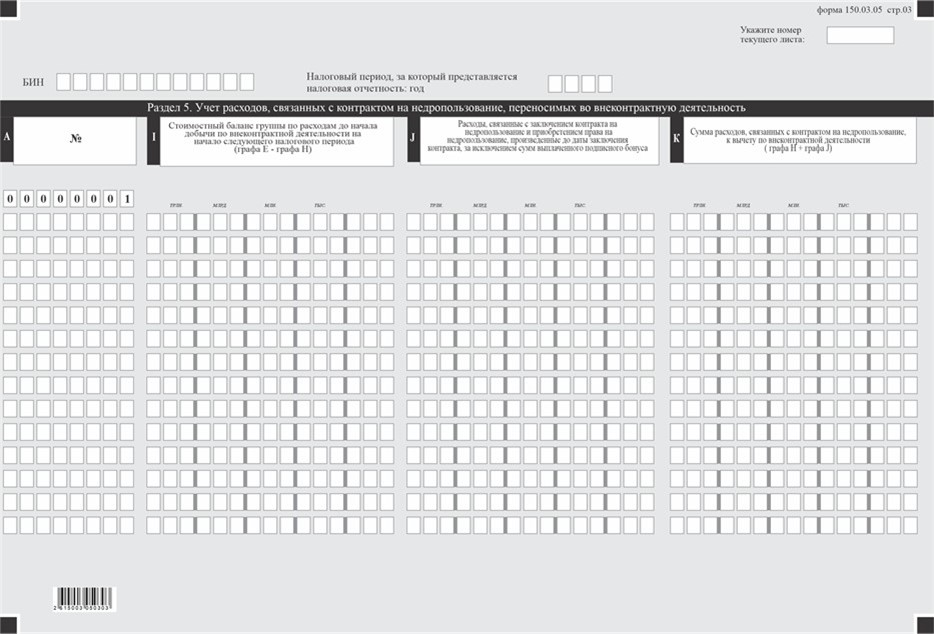 форма 150.03.05 стр.03
Укажите номер
текущего листа:
БИН
Налоговый период, за который представляется
налоговая отчетность: год
Раздел 5. Учет расходов, связанных с контрактом на недропользование, переносимых во внеконтрактную деятельность
A
№
I
Стоимостный баланс группы по расходам до начала
добычи по внеконтрактной деятельности на
начало следующего налогового периода
(графа E - графа H)
J
Расходы, связанные с заключением контракта на
недропользование и приобретением права на
недропользование, произведенные до даты заключения
контракта, за исключением сумм выплаченного подписного бонуса
K
Сумма расходов, связанных с контрактом на недропользование,
к вычету по внеконтрактной деятельности
( графа H + графа J)
0 0 0 0 0 0 0 1
ТРЛН МЛРД МЛН ТЫС ТРЛН МЛРД МЛН ТЫС ТРЛН МЛРД МЛН ТЫС
2615003050303